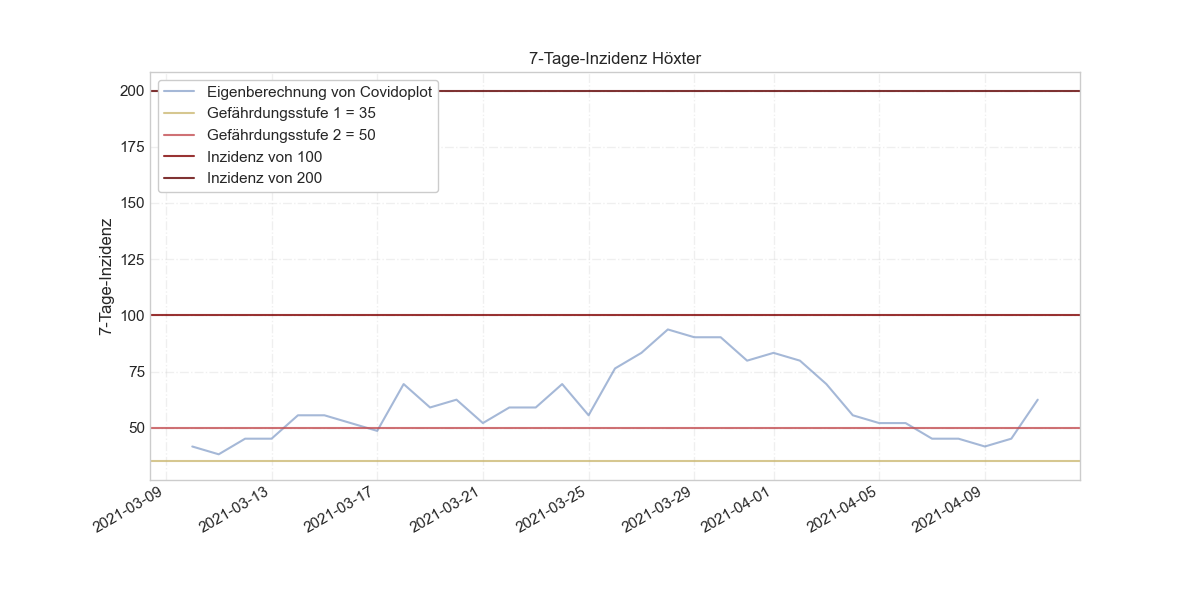 7-Tage-Inzidenz Höxter
200
175
150
125
100
75
50
7-Tage-Inzidenz
Eigenberechnung von Covidoplot
Gefährdungsstufe 1 = 35
Gefährdungsstufe 2 = 50
Inzidenz von 100
Inzidenz von 200
2021-03-09
2021-03-13
2021-03-17
2021-03-21
2021-03-25
2021-03-29
2021-04-01
2021-04-05
2021-04-09